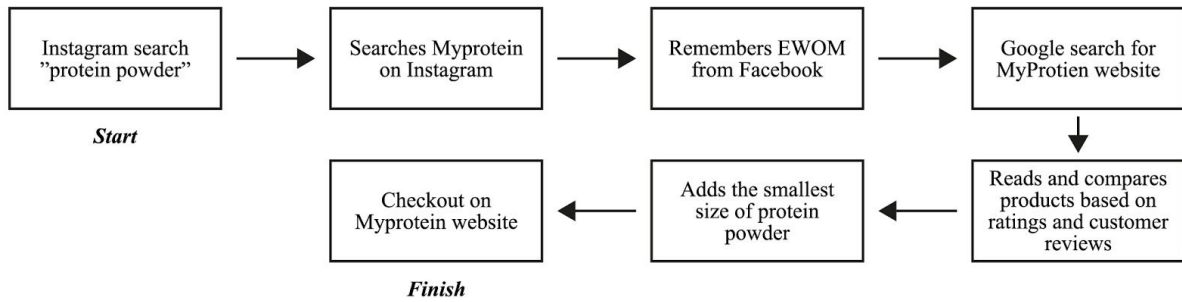 Instagram search
”protein powder”
Searches Myprotein
on Instagram
Remembers EWOM
from Facebook
Google search for
MyProtien website
Start
Reads and compares
products based on
ratings and customer
reviews
Adds the smallest
size of protein
powder
Checkout on
Myprotein website
Finish